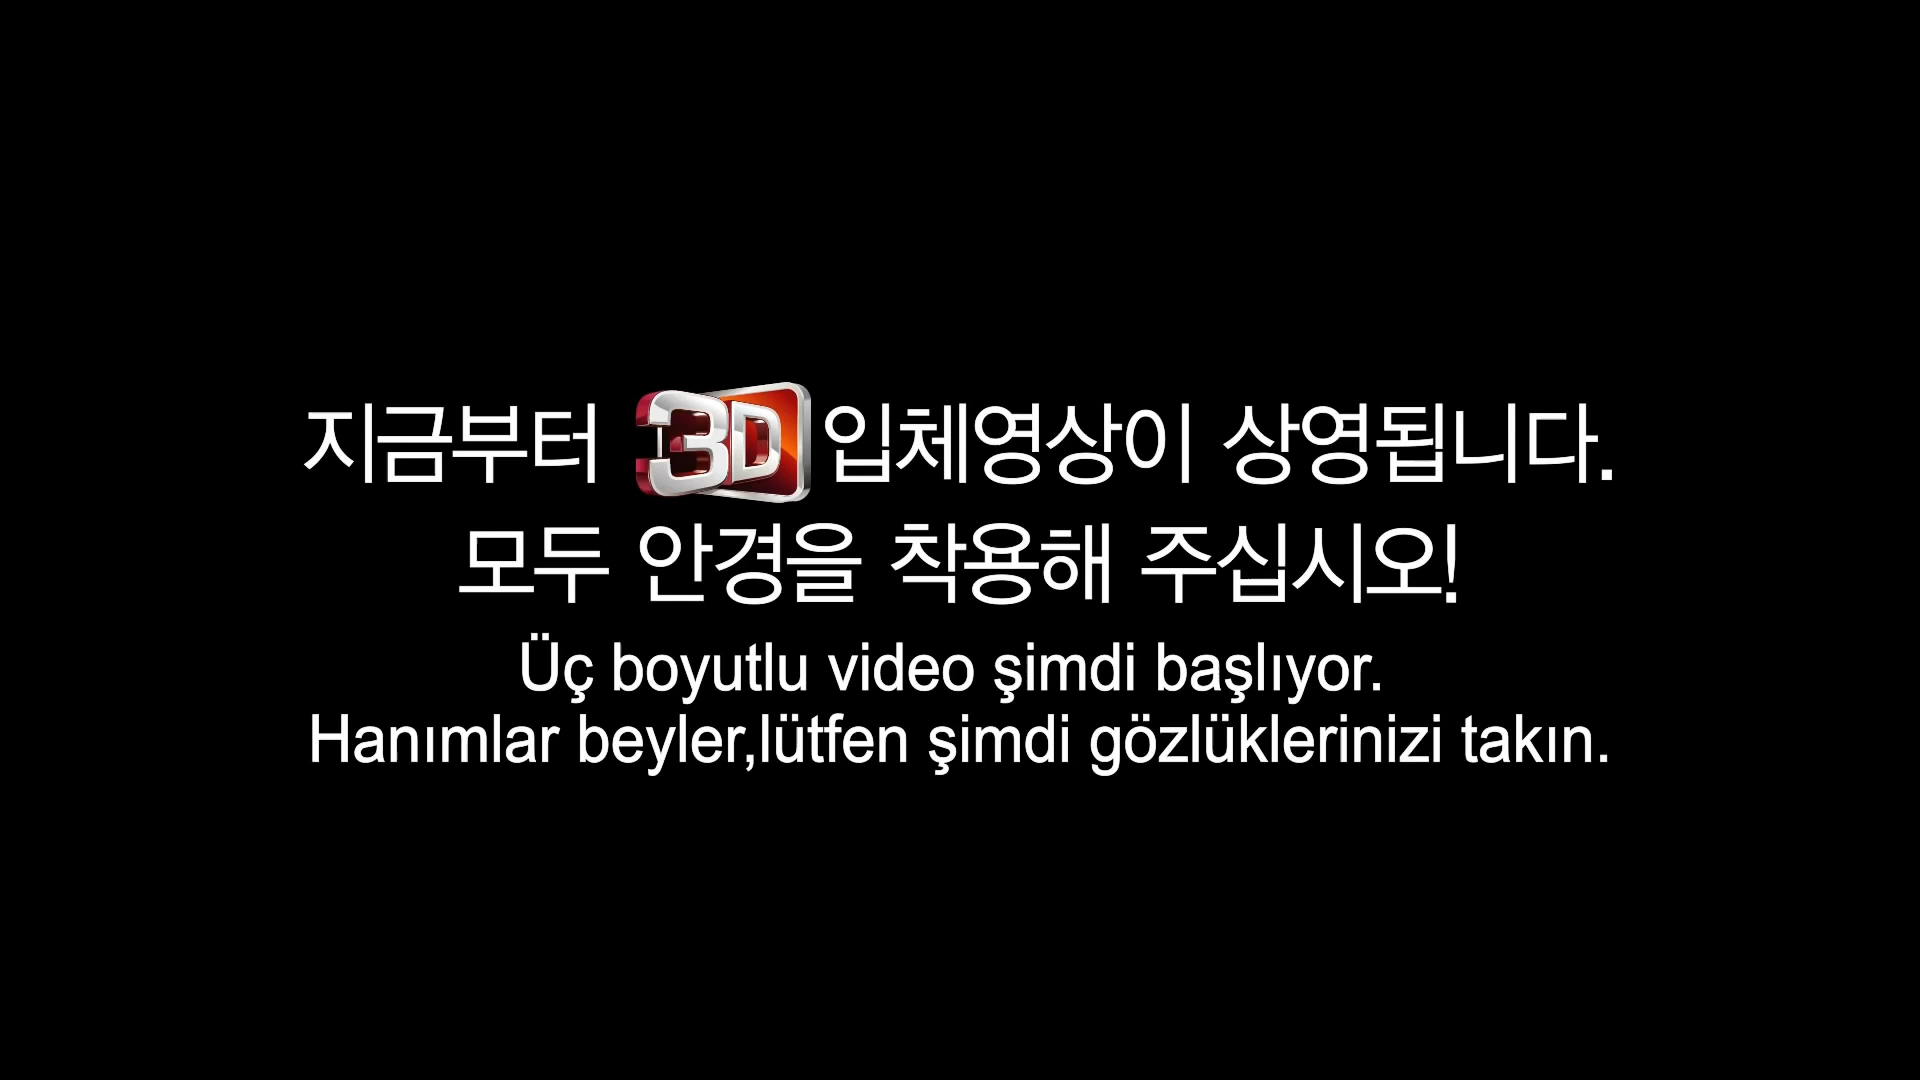 지금부터 3D 입체영상이 상영됩니다.
모두 안경을 착용해 주십시오!
Üç boyutlu video şimdi başlıyor.
Hanımlar beyler,lütfen şimdi gözlüklerinizi takın.